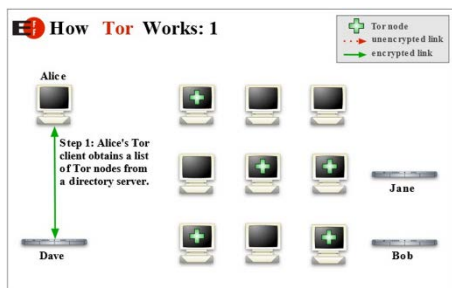 EFF How Tor Works: 1
Tor node
unencrypted link
encrypted link
Alice
Step 1: Alice's Tor
client obtains a list
of Tor nodes from
a directory server.
Dave
Jane
Bob